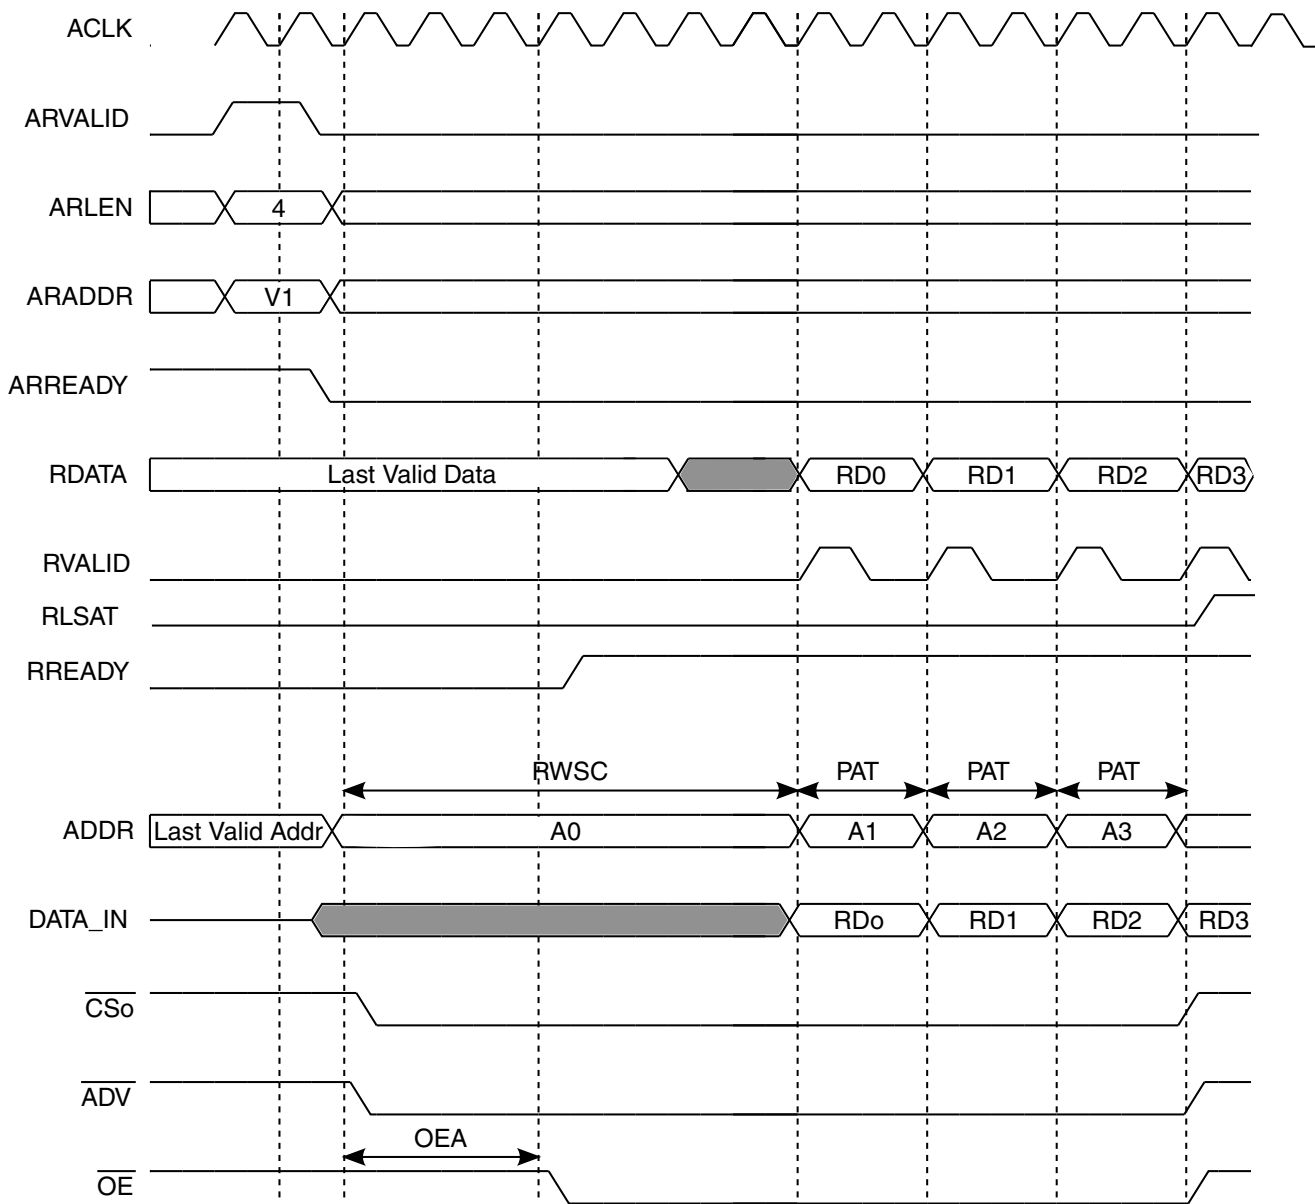 ACLK
ARVALID
ARLEN 4
ARADDR V1
ARREADY
RDATA Last Valid Data RD0 RD1 RD2 RD3
RVALID
RLSAT
RREADY
RWSC PAT PAT PAT
ADDR Last Valid Addr A0 A1 A2 A3
DATA_IN RDo RD1 RD2 RD3
CSo
ADV
OEA
OE